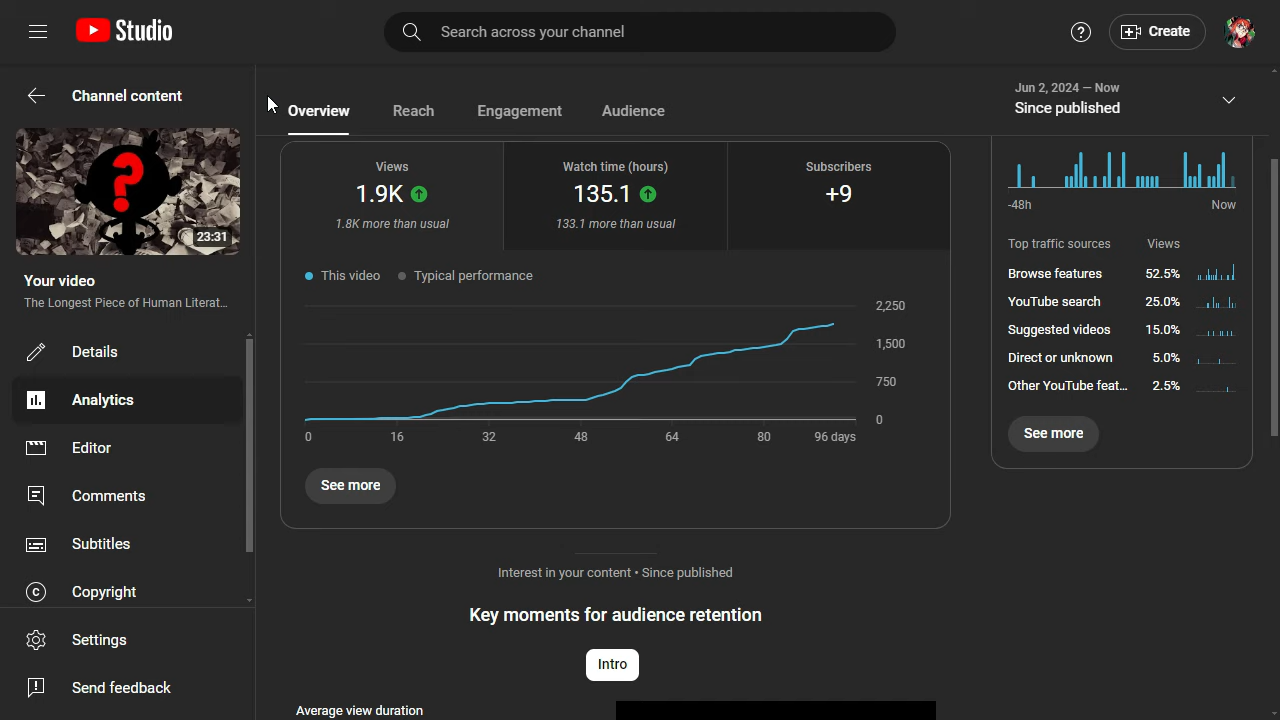 Studio
Search across your channel
?
Create
Channel content
?
23:31
Your video
The Longest Piece of Human Literat...
Details
Analytics
Editor
Comments
Subtitles
Copyright
Settings
Send feedback
Overview
Reach
Engagement
Audience
Jun 2, 2024 – Now
Since published
Views
1.9K
1.8K more than usual
Watch time (hours)
135.1
133.1 more than usual
Subscribers
+9
This video
Typical performance
2,250
1,500
750
0
0 16 32 48 64 80 96 days
See more
Interest in your content • Since published
Key moments for audience retention
Intro
Average view duration
-48h Now
Top traffic sources Views
Browse features 52.5%
YouTube search 25.0%
Suggested videos 15.0%
Direct or unknown 5.0%
Other YouTube feat... 2.5%
See more